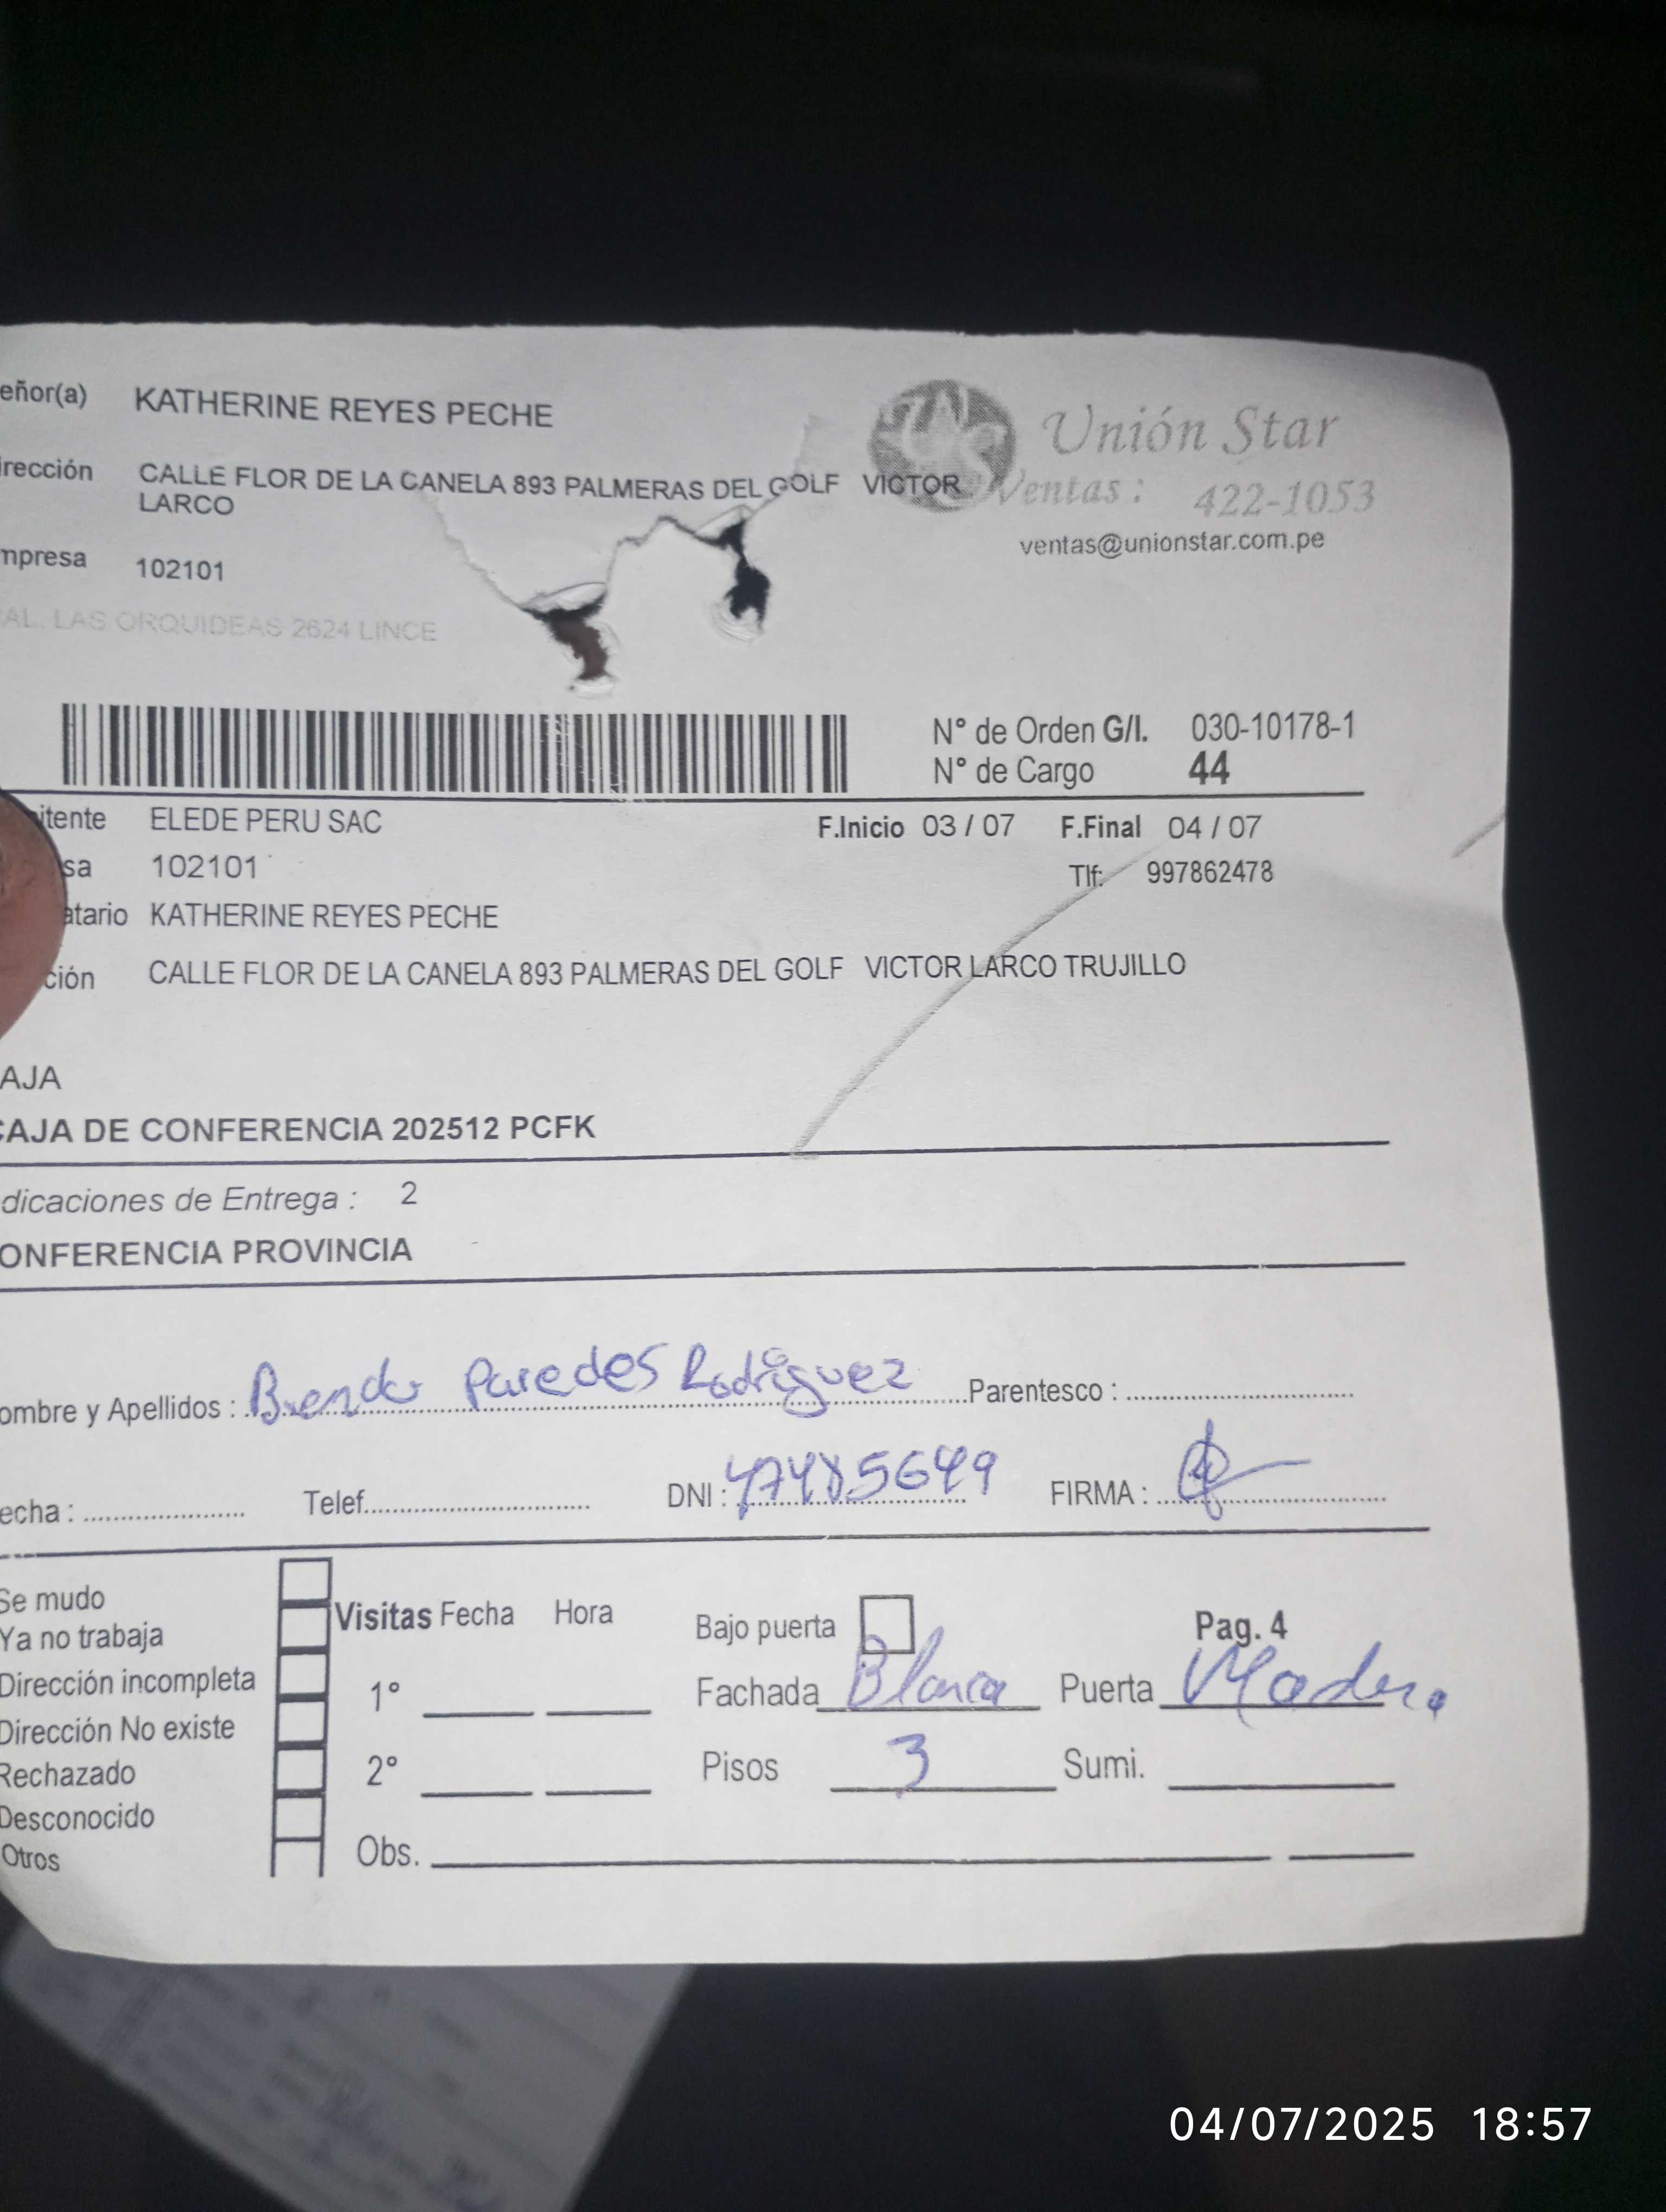 eñor(a) KATHERINE REYES PECHE
irección CALLE FLOR DE LA CANELA 893 PALMERAS DEL GOLF VICTOR
LARCO
Unión Star
Ventas : 422-1053
ventas@unionstar.com.pe
mpresa 102101
AL. LAS ORQUIDEAS 2624 LINCE
N° de Orden G/I. 030-10178-1
N° de Cargo 44
itente ELEDE PERU SAC F.Inicio 03 / 07 F.Final 04 / 07
sa 102101 Tlf: 997862478
atario KATHERINE REYES PECHE
ción CALLE FLOR DE LA CANELA 893 PALMERAS DEL GOLF VICTOR LARCO TRUJILLO
AJA
CAJA DE CONFERENCIA 202512 PCFK
dicaciones de Entrega : 2
ONFERENCIA PROVINCIA
ombre y Apellidos : Brenda Paredes Rodriguez Parentesco :
echa : Telef. DNI : 47485649 FIRMA :
Se mudo
Ya no trabaja
Dirección incompleta
Dirección No existe
Rechazado
Desconocido
Otros
Visitas Fecha Hora
1°
2°
Obs.
Bajo puerta Pag. 4
Fachada Blanca Puerta Madera
Pisos 3 Sumi.
04/07/2025 18:57